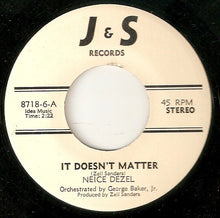 J & S
RECORDS
8718-6-A
Idea Music
Time: 2:22
45 RPM
STEREO
IT DOESN'T MATTER
(Zell Sanders)
NEICE DEZEL
Orchestrated by George Baker, Jr.
Produced by Zell Sanders